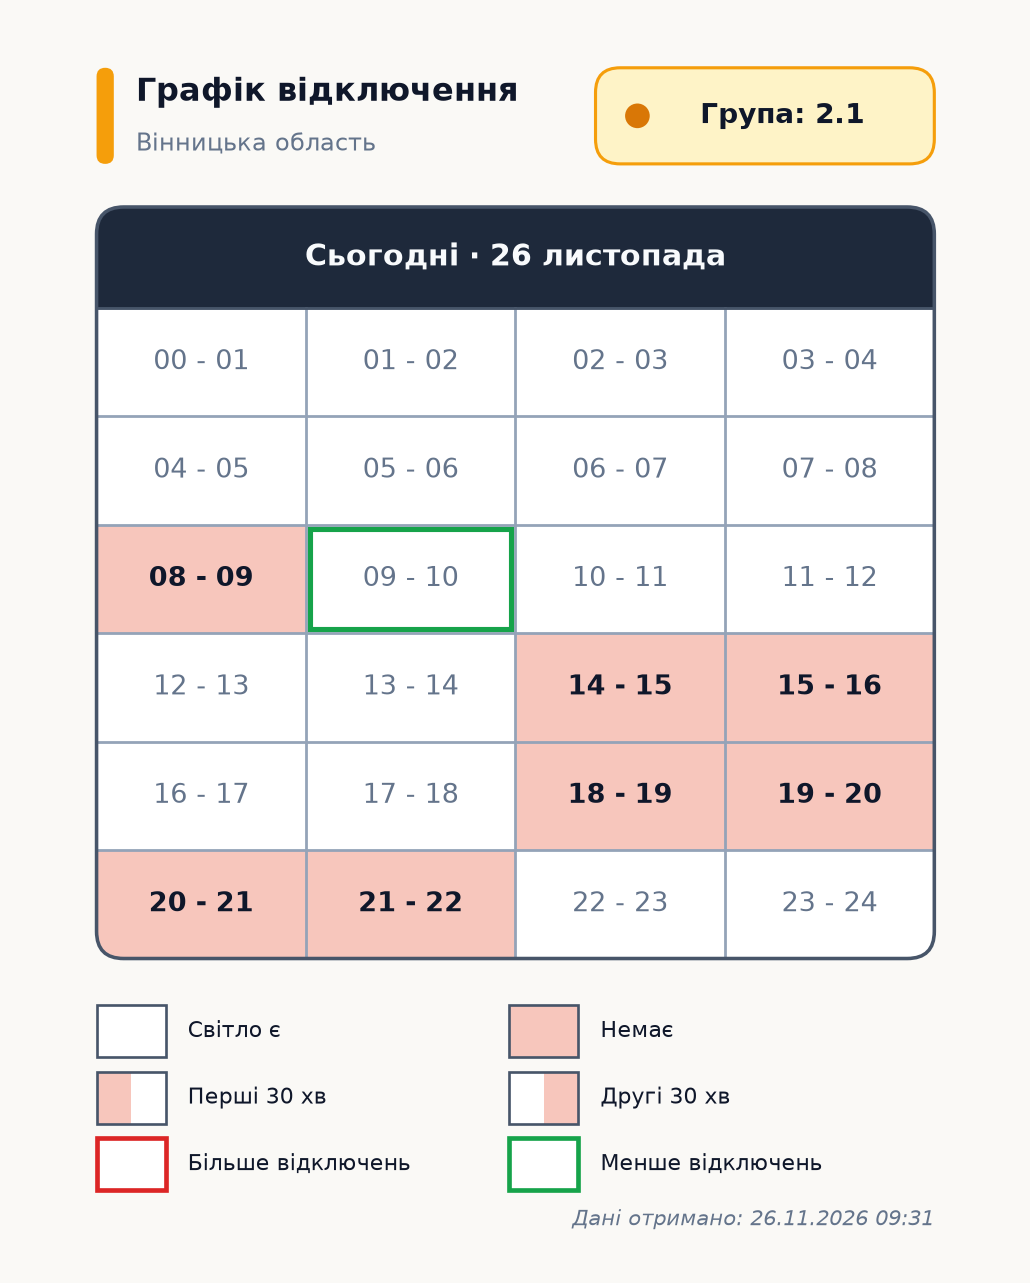 Графік відключення
Вінницька область
Група: 2.1
Сьогодні · 26 листопада
00 - 01 01 - 02 02 - 03 03 - 04
04 - 05 05 - 06 06 - 07 07 - 08
08 - 09 09 - 10 10 - 11 11 - 12
12 - 13 13 - 14 14 - 15 15 - 16
16 - 17 17 - 18 18 - 19 19 - 20
20 - 21 21 - 22 22 - 23 23 - 24
Світло є Немає
Перші 30 хв Другі 30 хв
Більше відключень Менше відключень
Дані отримано: 26.11.2026 09:31